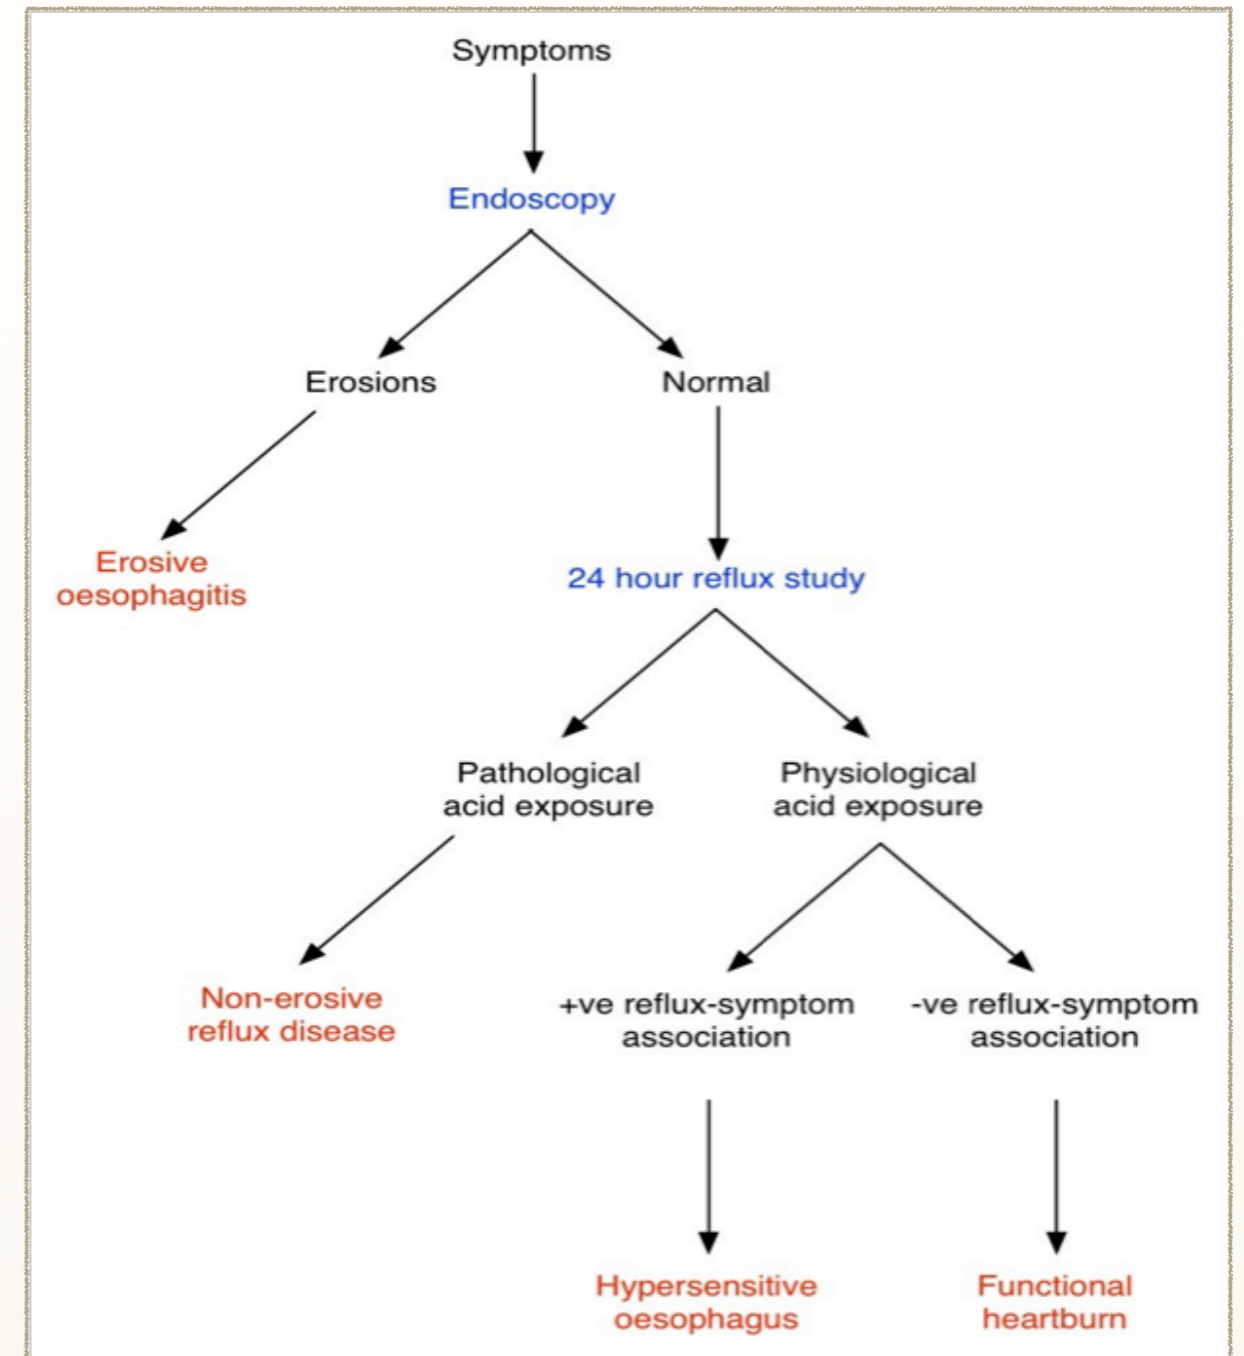 Symptoms
Endoscopy
Erosions
Normal
Erosive
oesophagitis
24 hour reflux study
Pathological
acid exposure
Physiological
acid exposure
Non-erosive
reflux disease
+ve reflux-symptom
association
-ve reflux-symptom
association
Hypersensitive
oesophagus
Functional
heartburn